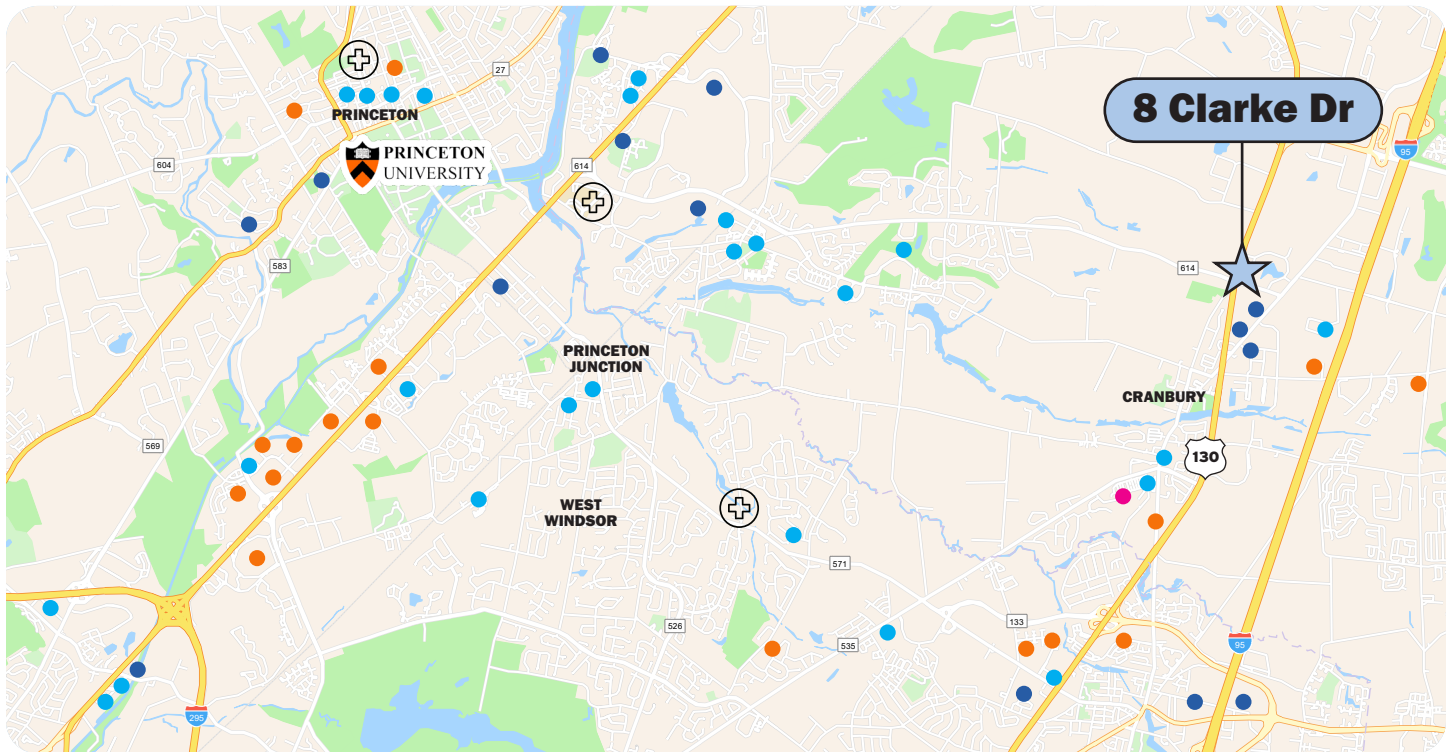 27
8 Clarke Dr
PRINCETON
95
PRINCETON
UNIVERSITY
604
614
583
614
PRINCETON
JUNCTION
CRANBURY
569
130
WEST
WINDSOR
571
133
526
535
95
295